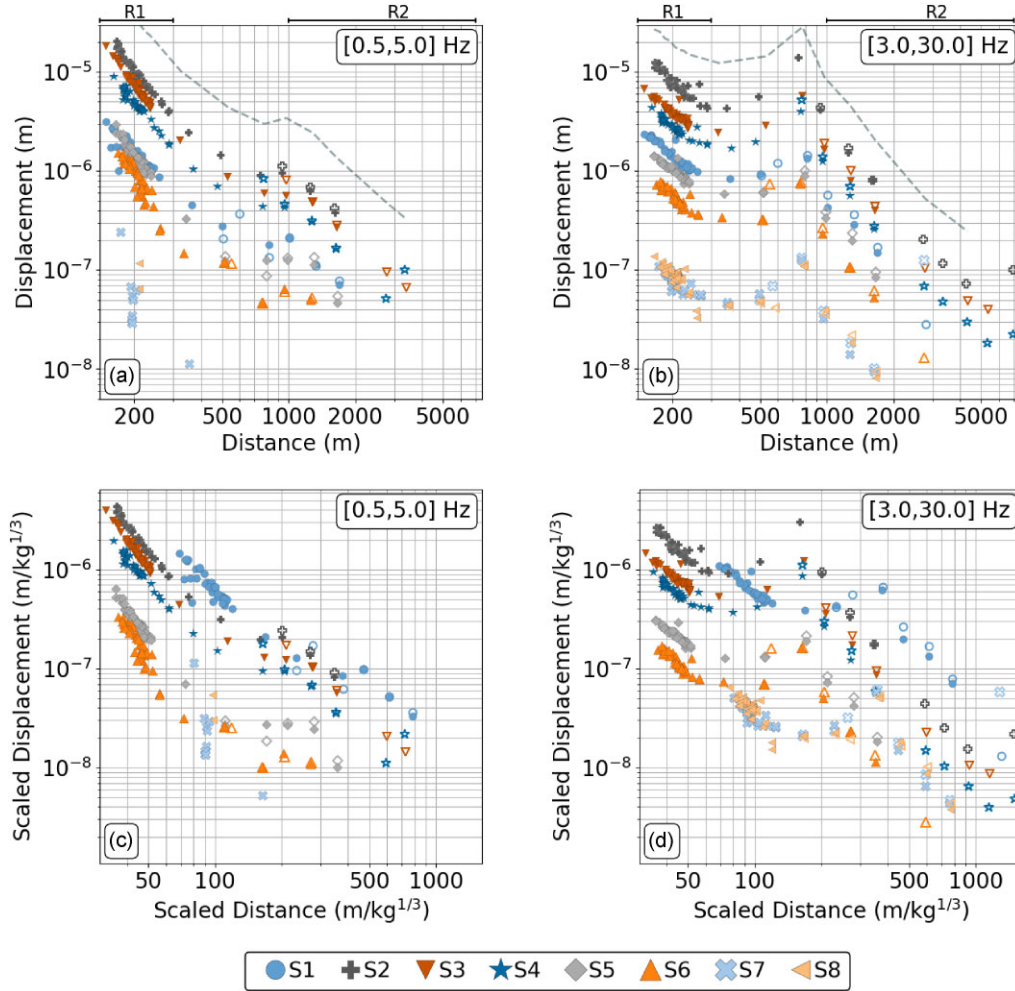 R1 R2 R1 R2
[0.5,5.0] Hz [3.0,30.0] Hz
Displacement (m) Displacement (m)
10⁻⁵ 10⁻⁵
10⁻⁶ 10⁻⁶
10⁻⁷ 10⁻⁷
10⁻⁸ 10⁻⁸
(a) (b)
200 500 1000 2000 5000 200 500 1000 2000 5000
Distance (m) Distance (m)
[0.5,5.0] Hz [3.0,30.0] Hz
Scaled Displacement (m/kg^1/3) Scaled Displacement (m/kg^1/3)
10⁻⁶ 10⁻⁶
10⁻⁷ 10⁻⁷
10⁻⁸ 10⁻⁸
(c) (d)
50 100 500 1000 50 100 500 1000
Scaled Distance (m/kg^1/3) Scaled Distance (m/kg^1/3)
S1 S2 S3 S4 S5 S6 S7 S8